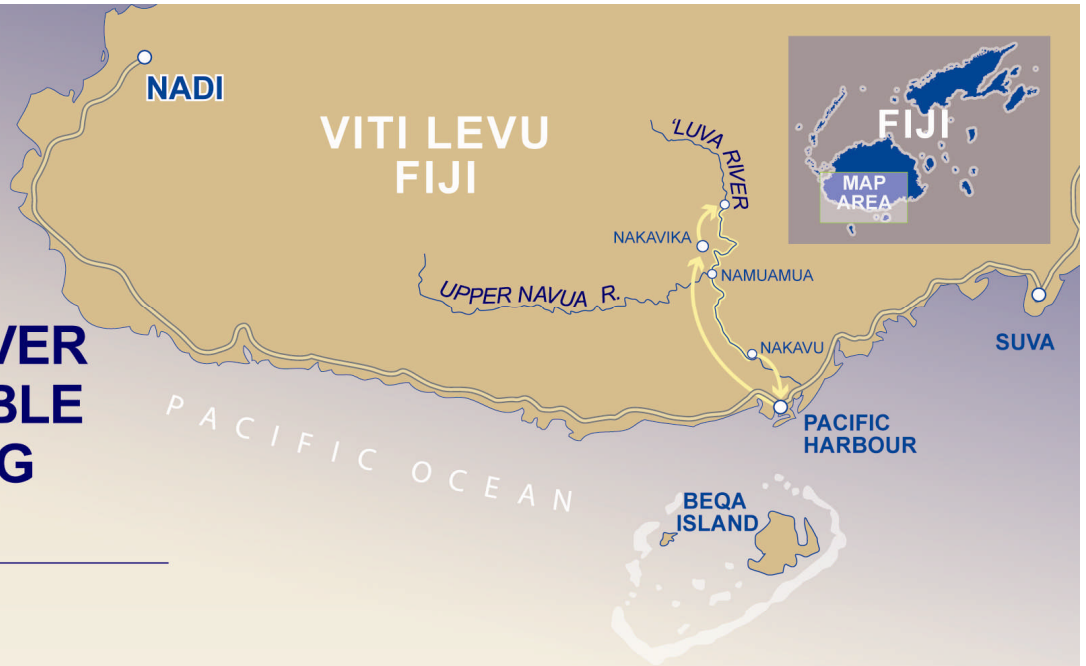 NADI
VITI LEVU
FIJI
'LUVA RIVER
FIJI
MAP
AREA
NAKAVIKA
NAMUAMUA
UPPER NAVUA R.
NAKAVU
SUVA
PACIFIC
HARBOUR
PACIFIC OCEAN
BEQA
ISLAND
VER
BLE
G